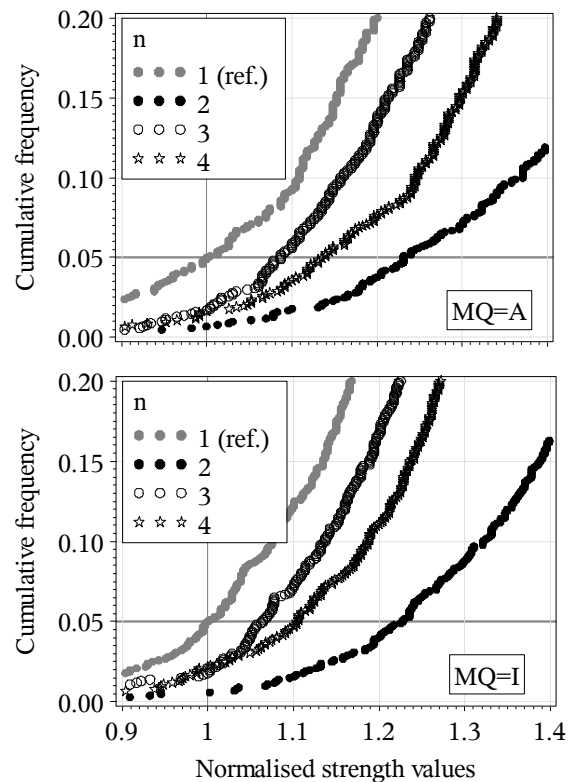 0.20
0.15
0.10
0.05
0.00
Cumulative frequency
n
1 (ref.)
2
3
4
MQ=A
0.20
0.15
0.10
0.05
0.00
Cumulative frequency
n
1 (ref.)
2
3
4
MQ=I
0.9 1 1.1 1.2 1.3 1.4
Normalised strength values